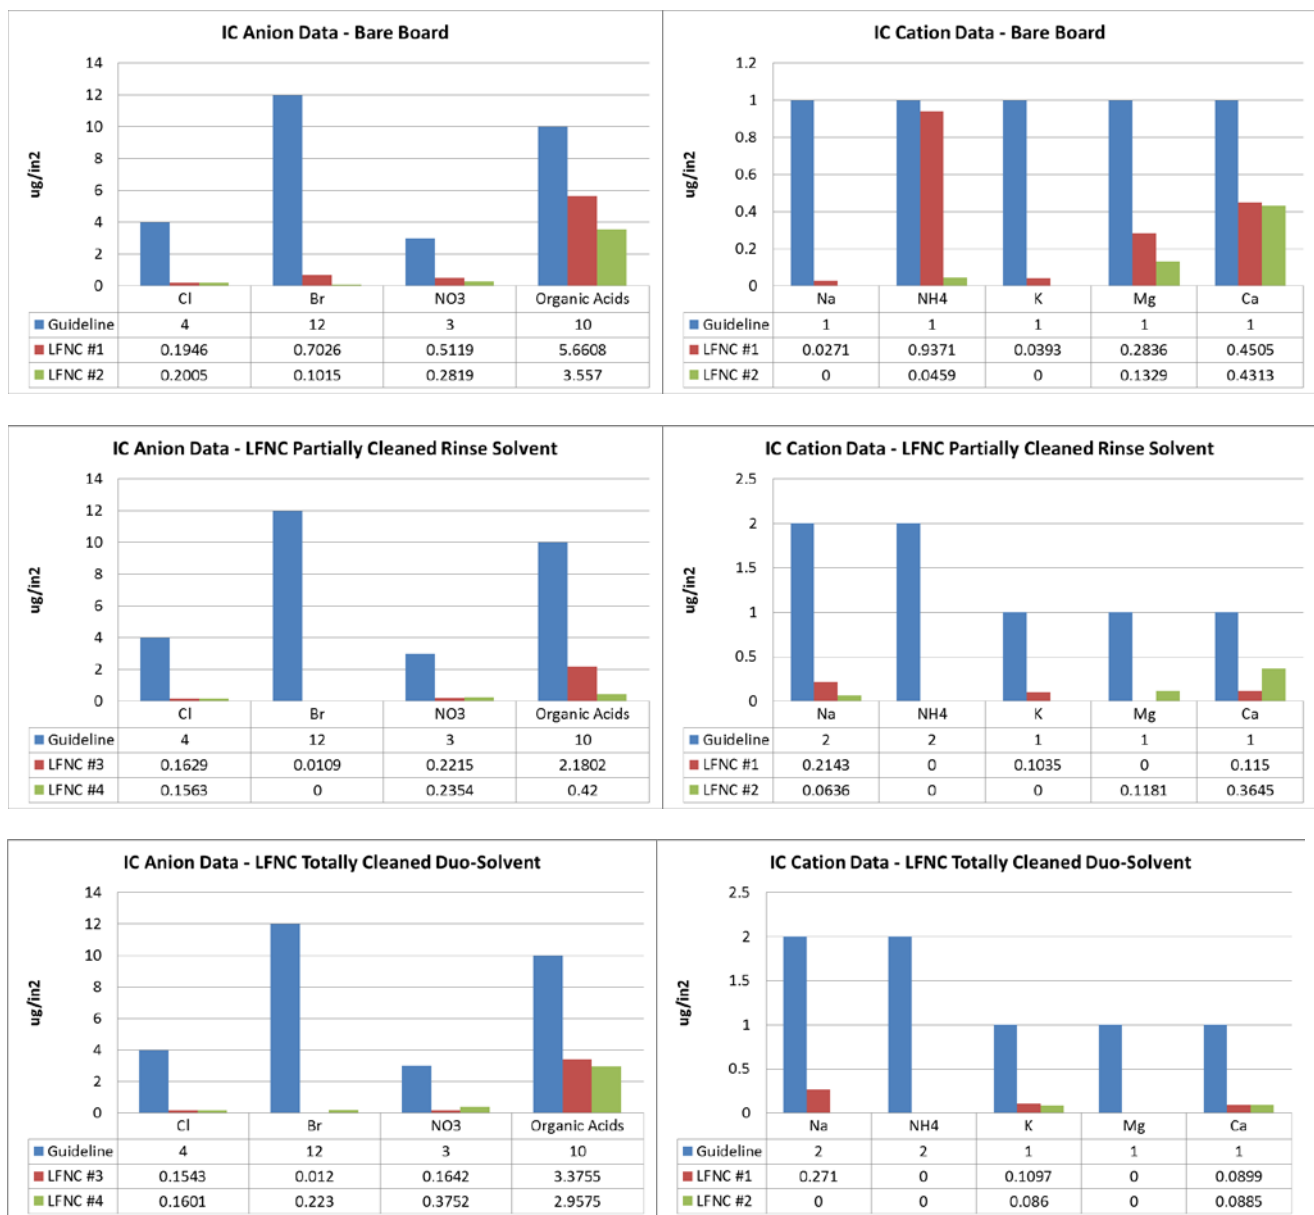 IC Anion Data - Bare Board
14
12
10
8
6
4
2
0
ug/in2
Cl Br NO3 Organic Acids
Guideline 4 12 3 10
LFNC #1 0.1946 0.7026 0.5119 5.6608
LFNC #2 0.2005 0.1015 0.2819 3.557
IC Cation Data - Bare Board
1.2
1
0.8
0.6
0.4
0.2
0
ug/in2
Na NH4 K Mg Ca
Guideline 1 1 1 1 1
LFNC #1 0.0271 0.9371 0.0393 0.2836 0.4505
LFNC #2 0 0.0459 0 0.1329 0.4313
IC Anion Data - LFNC Partially Cleaned Rinse Solvent
14
12
10
8
6
4
2
0
ug/in2
Cl Br NO3 Organic Acids
Guideline 4 12 3 10
LFNC #3 0.1629 0.0109 0.2215 2.1802
LFNC #4 0.1563 0 0.2354 0.42
IC Cation Data - LFNC Partially Cleaned Rinse Solvent
2.5
2
1.5
1
0.5
0
ug/in2
Na NH4 K Mg Ca
Guideline 2 2 1 1 1
LFNC #1 0.2143 0 0.1035 0 0.115
LFNC #2 0.0636 0 0 0.1181 0.3645
IC Anion Data - LFNC Totally Cleaned Duo-Solvent
14
12
10
8
6
4
2
0
ug/in2
Cl Br NO3 Organic Acids
Guideline 4 12 3 10
LFNC #3 0.1543 0.012 0.1642 3.3755
LFNC #4 0.1601 0.223 0.3752 2.9575
IC Cation Data - LFNC Totally Cleaned Duo-Solvent
2.5
2
1.5
1
0.5
0
ug/in2
Na NH4 K Mg Ca
Guideline 2 2 1 1 1
LFNC #1 0.271 0 0.1097 0 0.0899
LFNC #2 0 0 0.086 0 0.0885